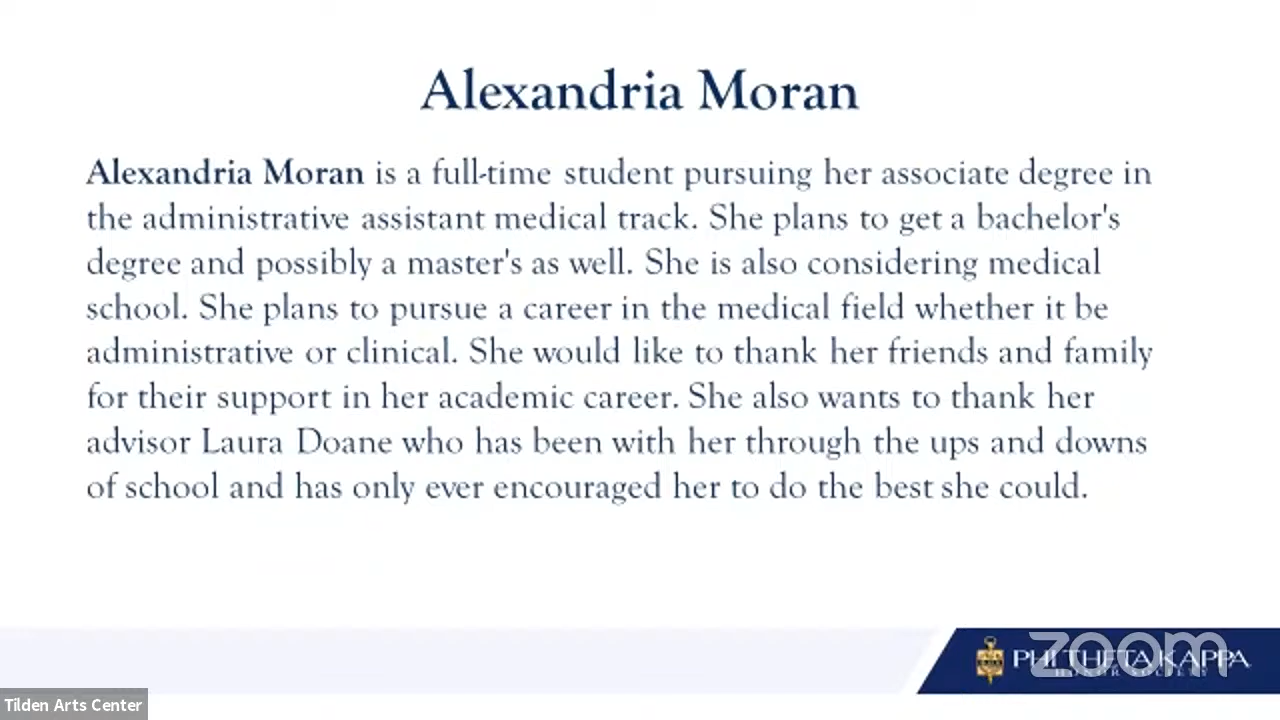 Alexandria Moran
Alexandria Moran is a full-time student pursuing her associate degree in
the administrative assistant medical track. She plans to get a bachelor's
degree and possibly a master's as well. She is also considering medical
school. She plans to pursue a career in the medical field whether it be
administrative or clinical. She would like to thank her friends and family
for their support in her academic career. She also wants to thank her
advisor Laura Doane who has been with her through the ups and downs
of school and has only ever encouraged her to do the best she could.
PHI THETA KAPPA
HONOR SOCIETY
zoom
Tilden Arts Center